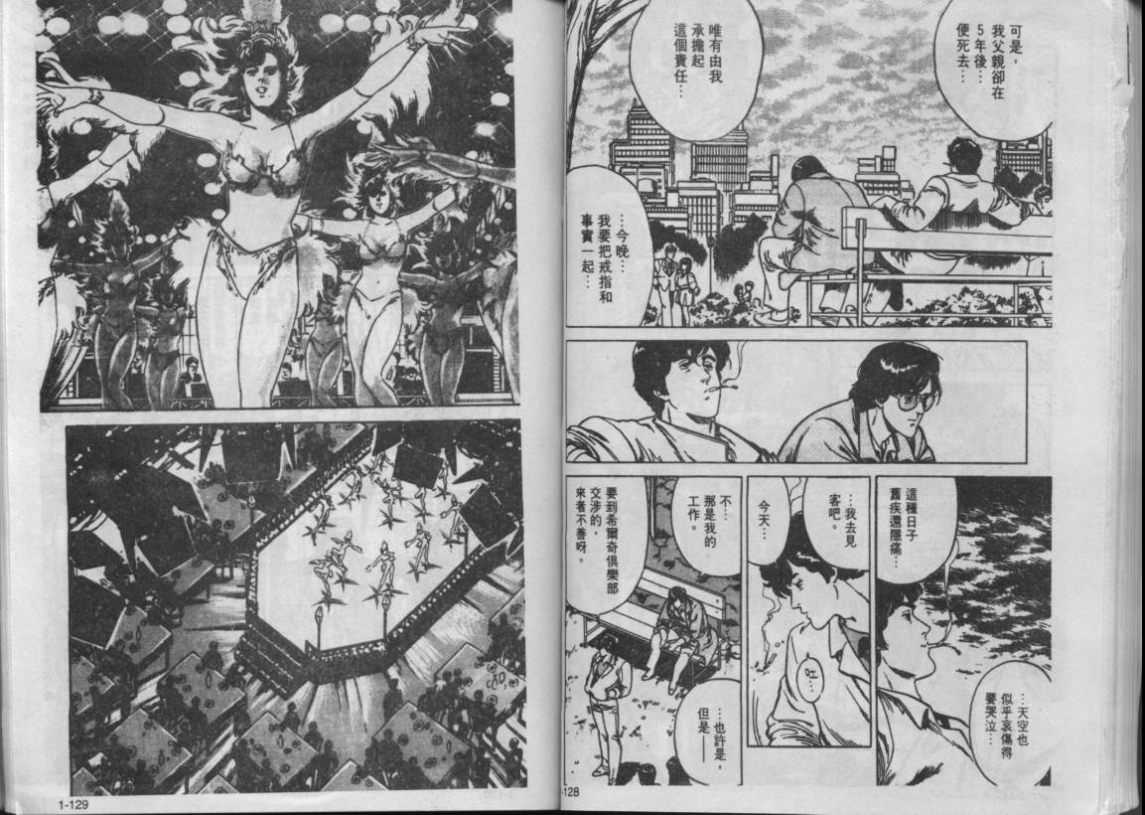 可是，
我父親卻在
5年後…
便死去…
唯有由我
承擔起
這個責任…
…今晚…
我要把戒指和
事實一起…
這種日子
舊疾還隱痛…
…天空也
似乎哀傷得
要哭泣…
…我去見
客吧。
今天…
吐…
不…
那是我的
工作。
要到希爾奇俱樂部
交涉的，
來者不善呀。
…也許是，
但是——
-128
1-129